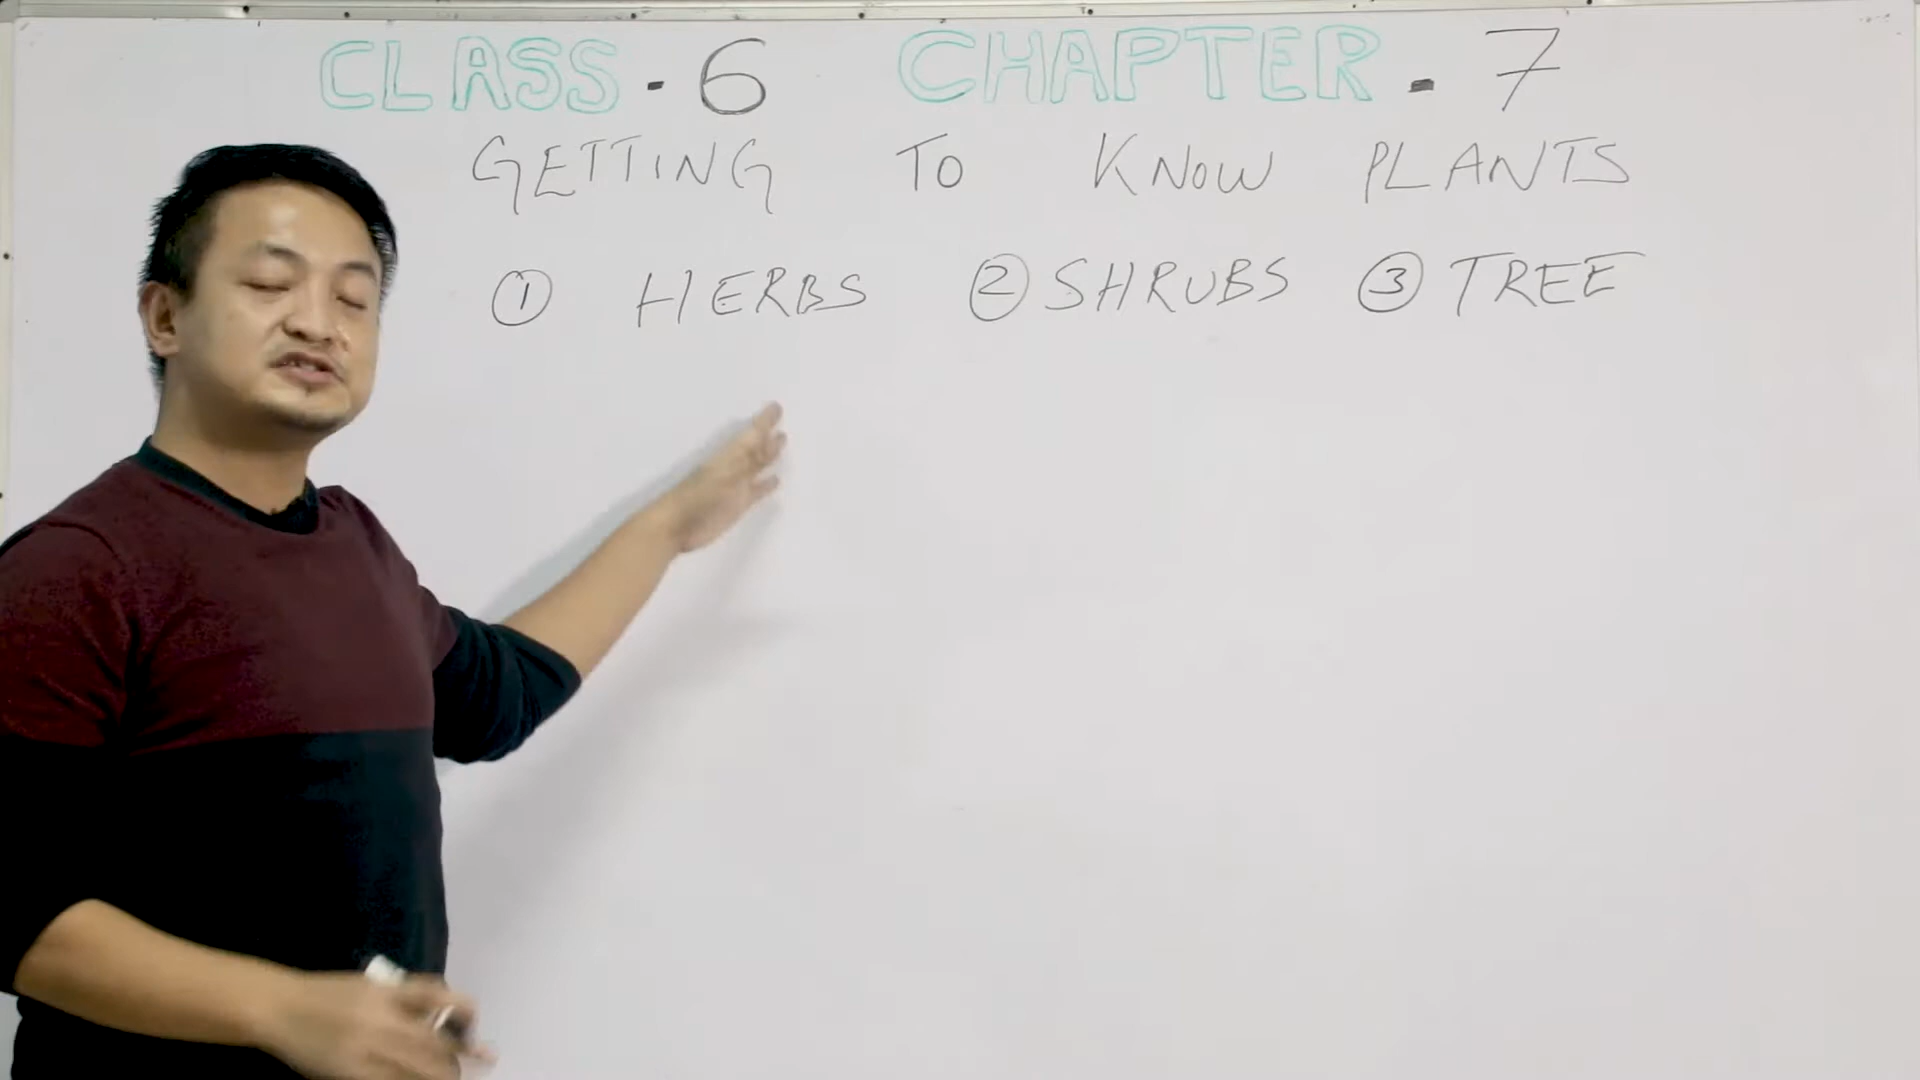 CLASS - 6 CHAPTER - 7
GETTING TO KNOW PLANTS
① HERBS ② SHRUBS ③ TREE